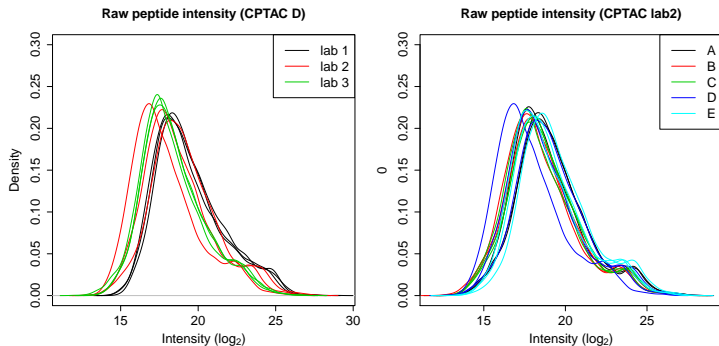 Raw peptide intensity (CPTAC D)
Density
0.00 0.05 0.10 0.15 0.20 0.25 0.30
lab 1
lab 2
lab 3
15 20 25 30
Intensity (log2)
Raw peptide intensity (CPTAC lab2)
0
0.00 0.05 0.10 0.15 0.20 0.25 0.30
A
B
C
D
E
15 20 25
Intensity (log2)